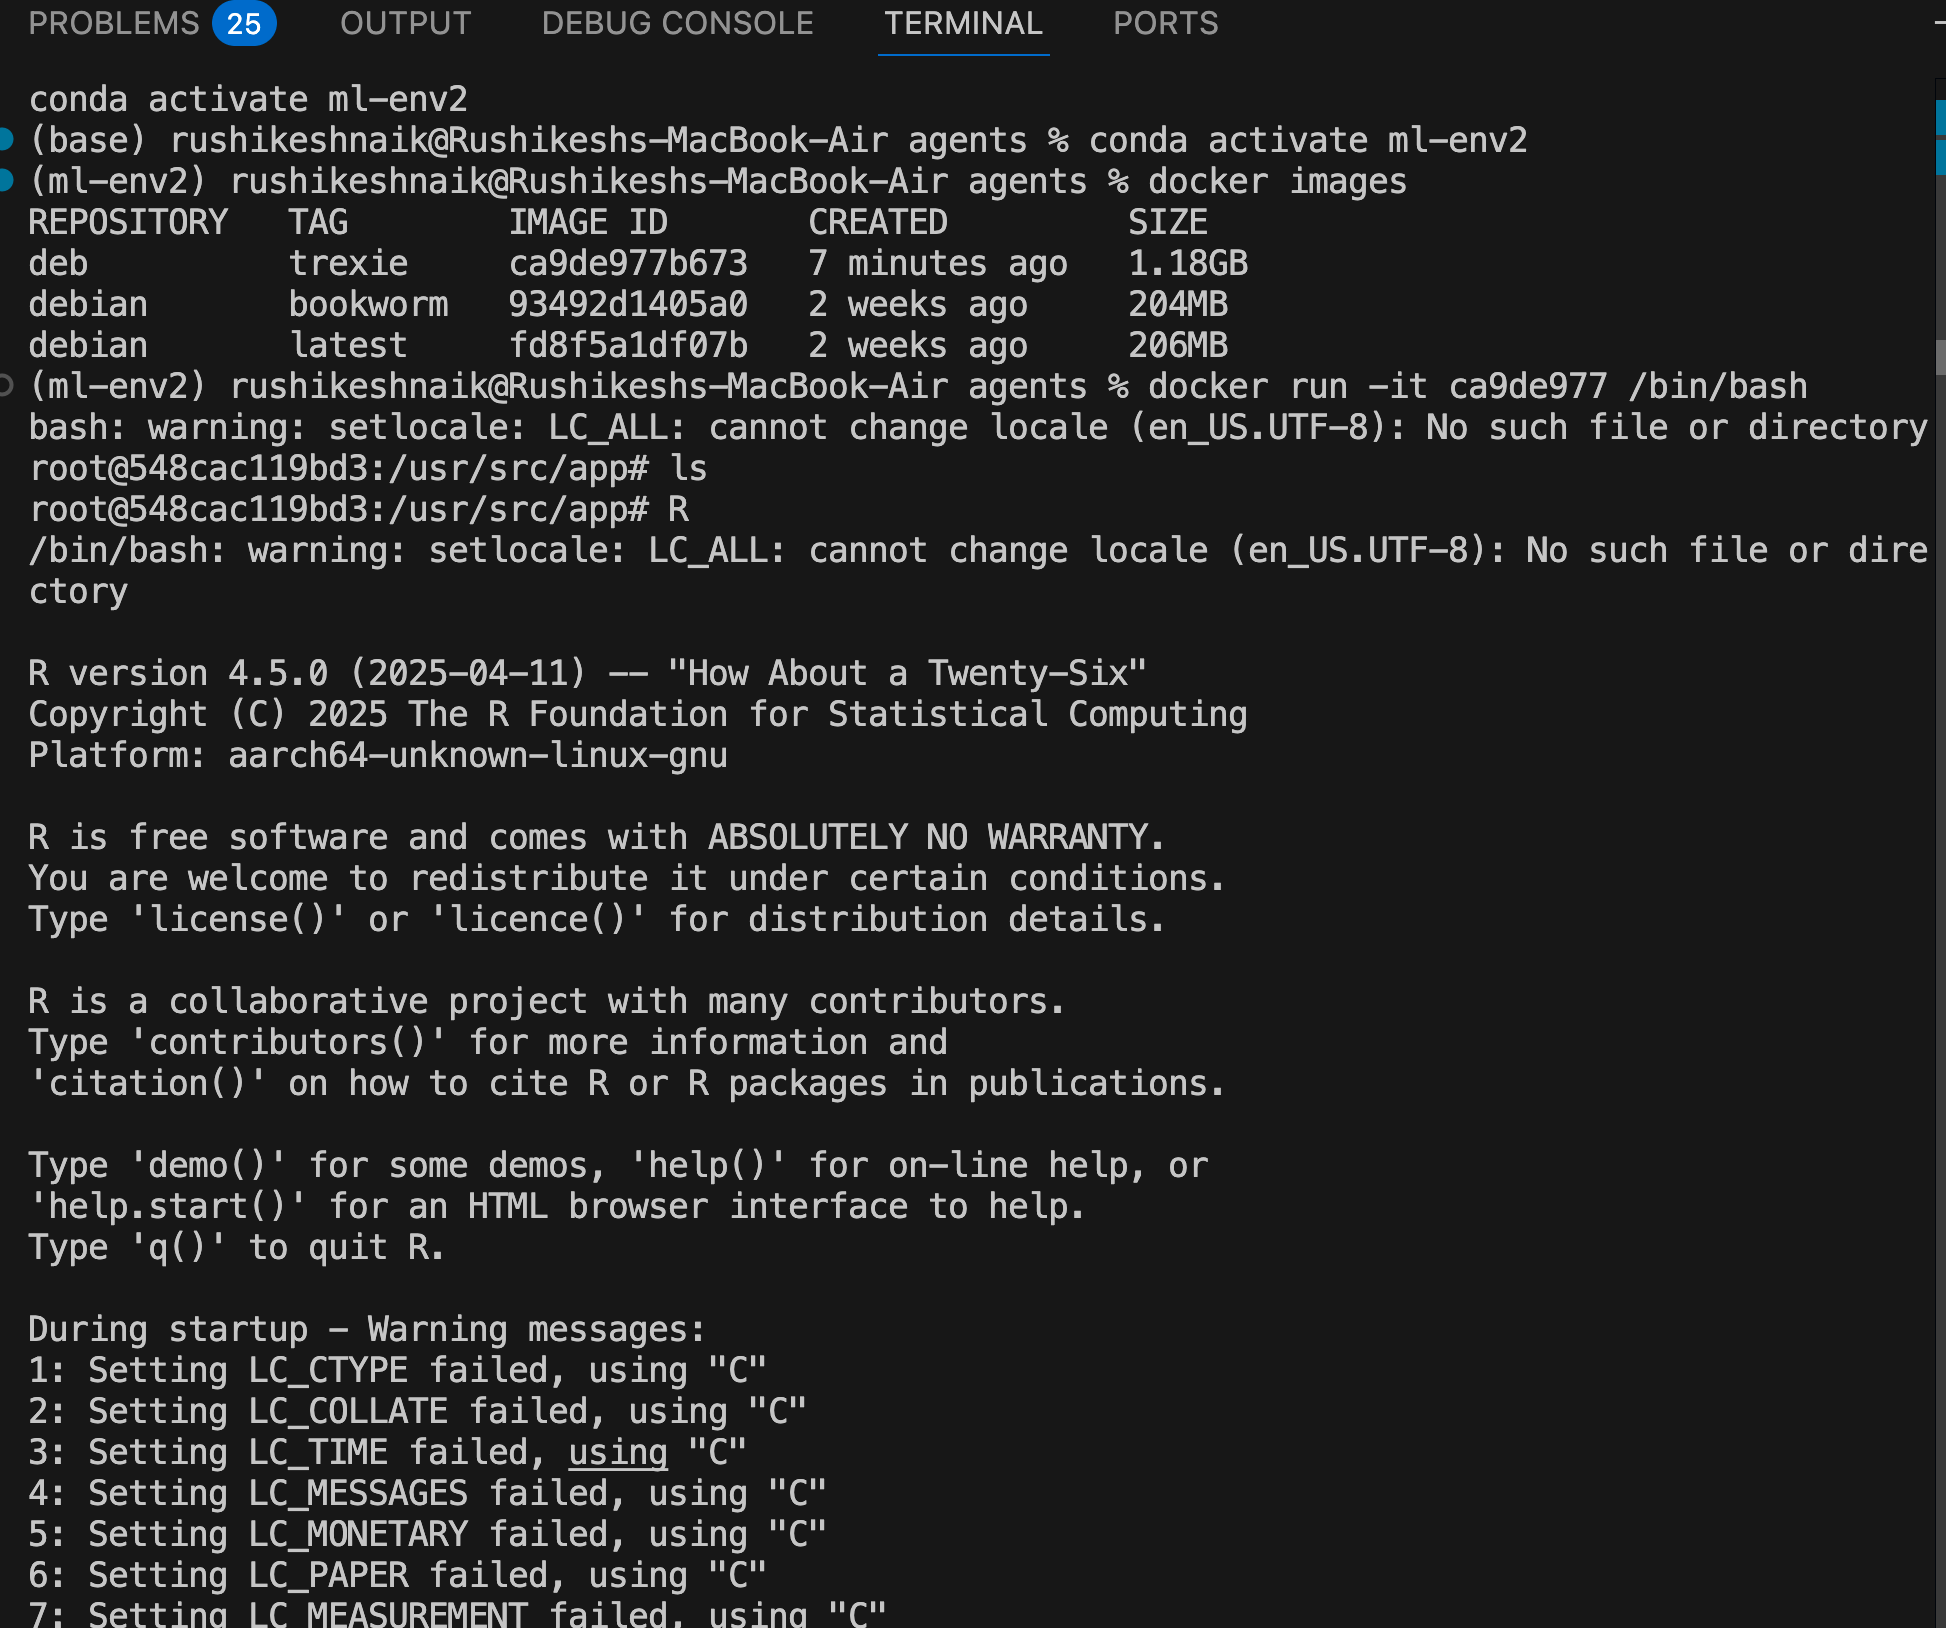 PROBLEMS 25 OUTPUT DEBUG CONSOLE TERMINAL PORTS
conda activate ml-env2
(base) rushikeshnaik@Rushikeshs-MacBook-Air agents % conda activate ml-env2
(ml-env2) rushikeshnaik@Rushikeshs-MacBook-Air agents % docker images
REPOSITORY   TAG        IMAGE ID       CREATED         SIZE
deb          trexie     ca9de977b673   7 minutes ago   1.18GB
debian       bookworm   93492d1405a0   2 weeks ago     204MB
debian       latest     fd8f5a1df07b   2 weeks ago     206MB
(ml-env2) rushikeshnaik@Rushikeshs-MacBook-Air agents % docker run -it ca9de977 /bin/bash
bash: warning: setlocale: LC_ALL: cannot change locale (en_US.UTF-8): No such file or directory
root@548cac119bd3:/usr/src/app# ls
root@548cac119bd3:/usr/src/app# R
/bin/bash: warning: setlocale: LC_ALL: cannot change locale (en_US.UTF-8): No such file or dire
ctory
R version 4.5.0 (2025-04-11) -- "How About a Twenty-Six"
Copyright (C) 2025 The R Foundation for Statistical Computing
Platform: aarch64-unknown-linux-gnu
R is free software and comes with ABSOLUTELY NO WARRANTY.
You are welcome to redistribute it under certain conditions.
Type 'license()' or 'licence()' for distribution details.
R is a collaborative project with many contributors.
Type 'contributors()' for more information and
'citation()' on how to cite R or R packages in publications.
Type 'demo()' for some demos, 'help()' for on-line help, or
'help.start()' for an HTML browser interface to help.
Type 'q()' to quit R.
During startup - Warning messages:
1: Setting LC_CTYPE failed, using "C"
2: Setting LC_COLLATE failed, using "C"
3: Setting LC_TIME failed, using "C"
4: Setting LC_MESSAGES failed, using "C"
5: Setting LC_MONETARY failed, using "C"
6: Setting LC_PAPER failed, using "C"
7: Setting LC_MEASUREMENT failed, using "C"